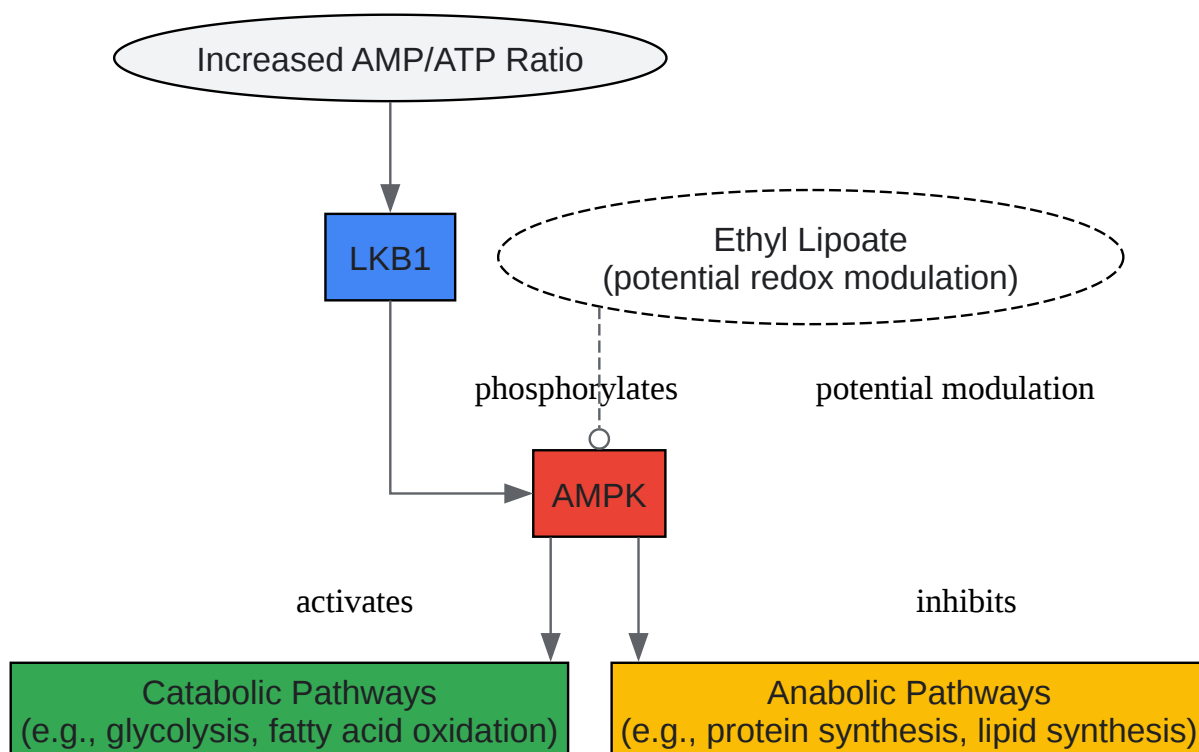 Increased AMP/ATP Ratio
LKB1
Ethyl Lipoate
(potential redox modulation)
phosphorylates
potential modulation
AMPK
activates
inhibits
Catabolic Pathways
(e.g., glycolysis, fatty acid oxidation)
Anabolic Pathways
(e.g., protein synthesis, lipid synthesis)